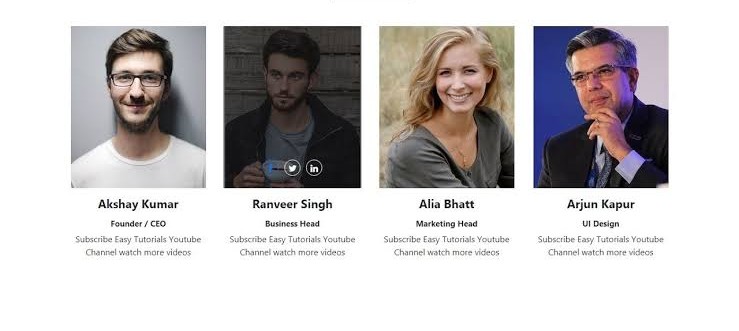 Akshay Kumar
Founder / CEO
Subscribe Easy Tutorials Youtube
Channel watch more videos
Ranveer Singh
Business Head
Subscribe Easy Tutorials Youtube
Channel watch more videos
Alia Bhatt
Marketing Head
Subscribe Easy Tutorials Youtube
Channel watch more videos
Arjun Kapur
UI Design
Subscribe Easy Tutorials Youtube
Channel watch more videos